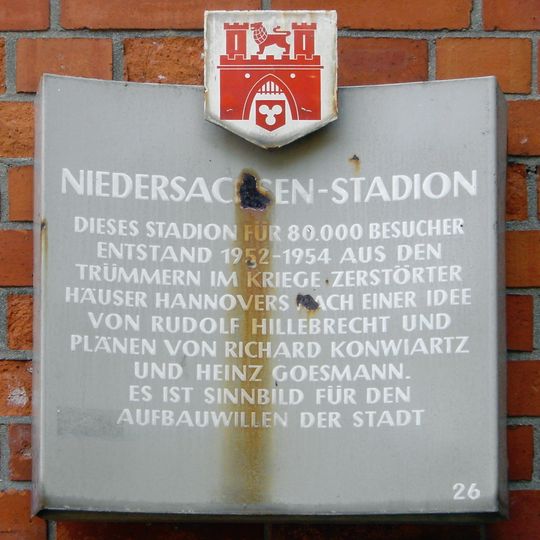 NIEDERSACHSEN-STADION
DIESES STADION FÜR 80.000 BESUCHER
ENTSTAND 1952-1954 AUS DEN
TRÜMMERN IM KRIEGE ZERSTÖRTER
HÄUSER HANNOVERS NACH EINER IDEE
VON RUDOLF HILLEBRECHT UND
PLÄNEN VON RICHARD KONWIARTZ
UND HEINZ GOESMANN.
ES IST SINNBILD FÜR DEN
AUFBAUWILLEN DER STADT
26